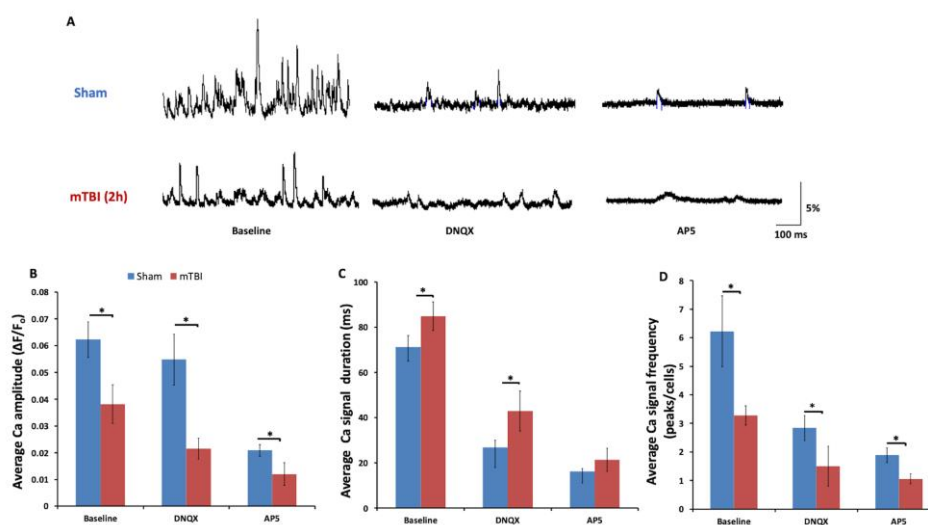 A
Sham
mTBI (2h)
Baseline
DNQX
AP5
5%
100 ms
B
Sham
mTBI
Average Ca amplitude (ΔF/F₀)
0.08
0.07
0.06
0.05
0.04
0.03
0.02
0.01
0
*
*
*
Baseline
DNQX
AP5
C
Average Ca signal duration (ms)
100
80
60
40
20
0
*
*
Baseline
DNQX
AP5
D
Average Ca signal frequency
(peaks/cells)
8
7
6
5
4
3
2
1
0
*
*
*
Baseline
DNQX
AP5